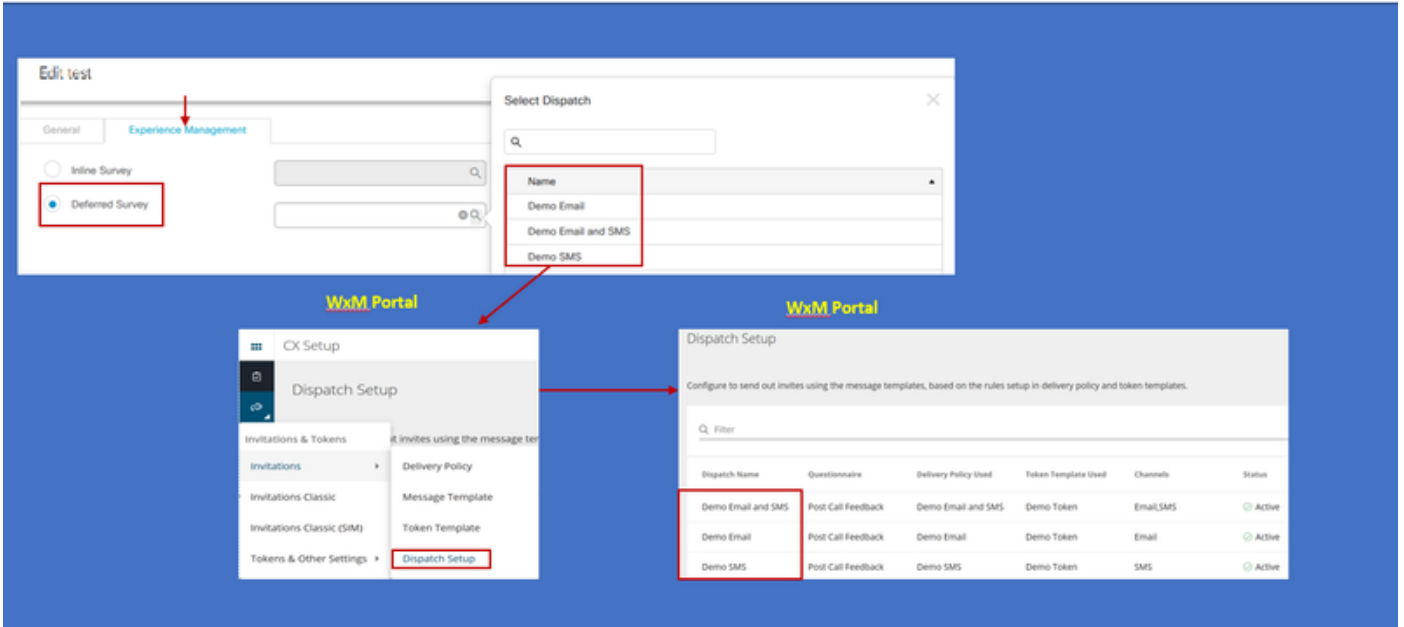 Edit test
General Experience Management
Inline Survey
Deferred Survey
Select Dispatch
Name
Demo Email
Demo Email and SMS
Demo SMS
WxM Portal
CX Setup
Dispatch Setup
Invitations & Tokens
t invites using the message ter
Invitations
Invitations Classic
Invitations Classic (SIM)
Tokens & Other Settings
Delivery Policy
Message Template
Token Template
Dispatch Setup
WxM Portal
Dispatch Setup
Configure to send out invites using the message templates, based on the rules setup in delivery policy and token templates.
Filter
Dispatch Name Questionnaire Delivery Policy Used Token Template Used Channels Status
Demo Email and SMS Post Call Feedback Demo Email and SMS Demo Token Email,SMS Active
Demo Email Post Call Feedback Demo Email Demo Token Email Active
Demo SMS Post Call Feedback Demo SMS Demo Token SMS Active